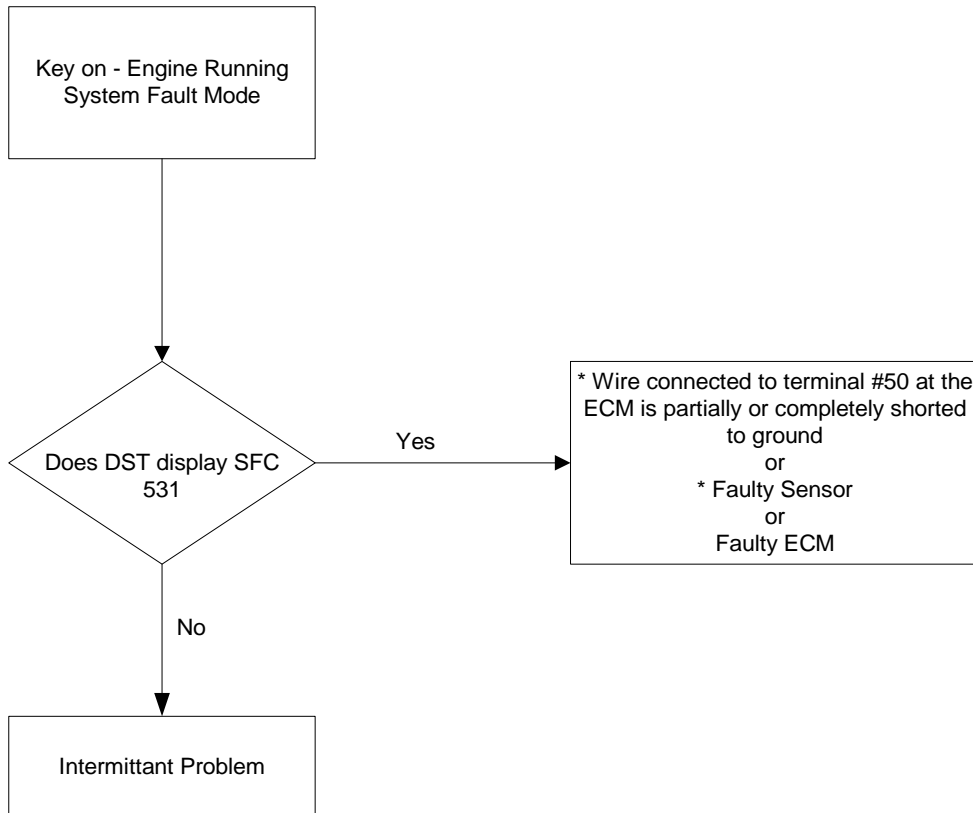 Key on - Engine Running
System Fault Mode
Does DST display SFC
531
Yes
* Wire connected to terminal #50 at the
ECM is partially or completely shorted
to ground
or
* Faulty Sensor
or
Faulty ECM
No
Intermittant Problem